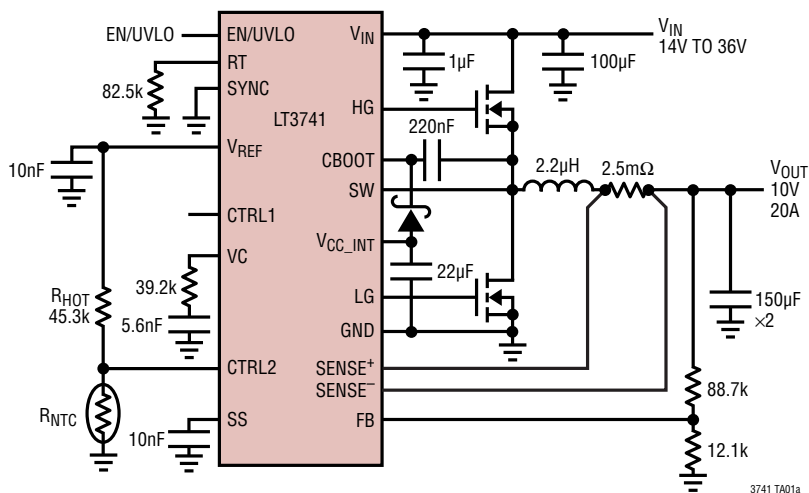 EN/UVLO
EN/UVLO
RT
82.5k
SYNC
LT3741
VREF
10nF
CTRL1
VC
39.2k
5.6nF
RHOT
45.3k
CTRL2
RNTC
SS
10nF
VIN
VIN
14V TO 36V
1µF
100µF
HG
220nF
CBOOT
SW
2.2µH
2.5mΩ
VOUT
10V
20A
VCC_INT
22µF
LG
GND
150µF
×2
SENSE+
SENSE−
88.7k
FB
12.1k
3741 TA01a